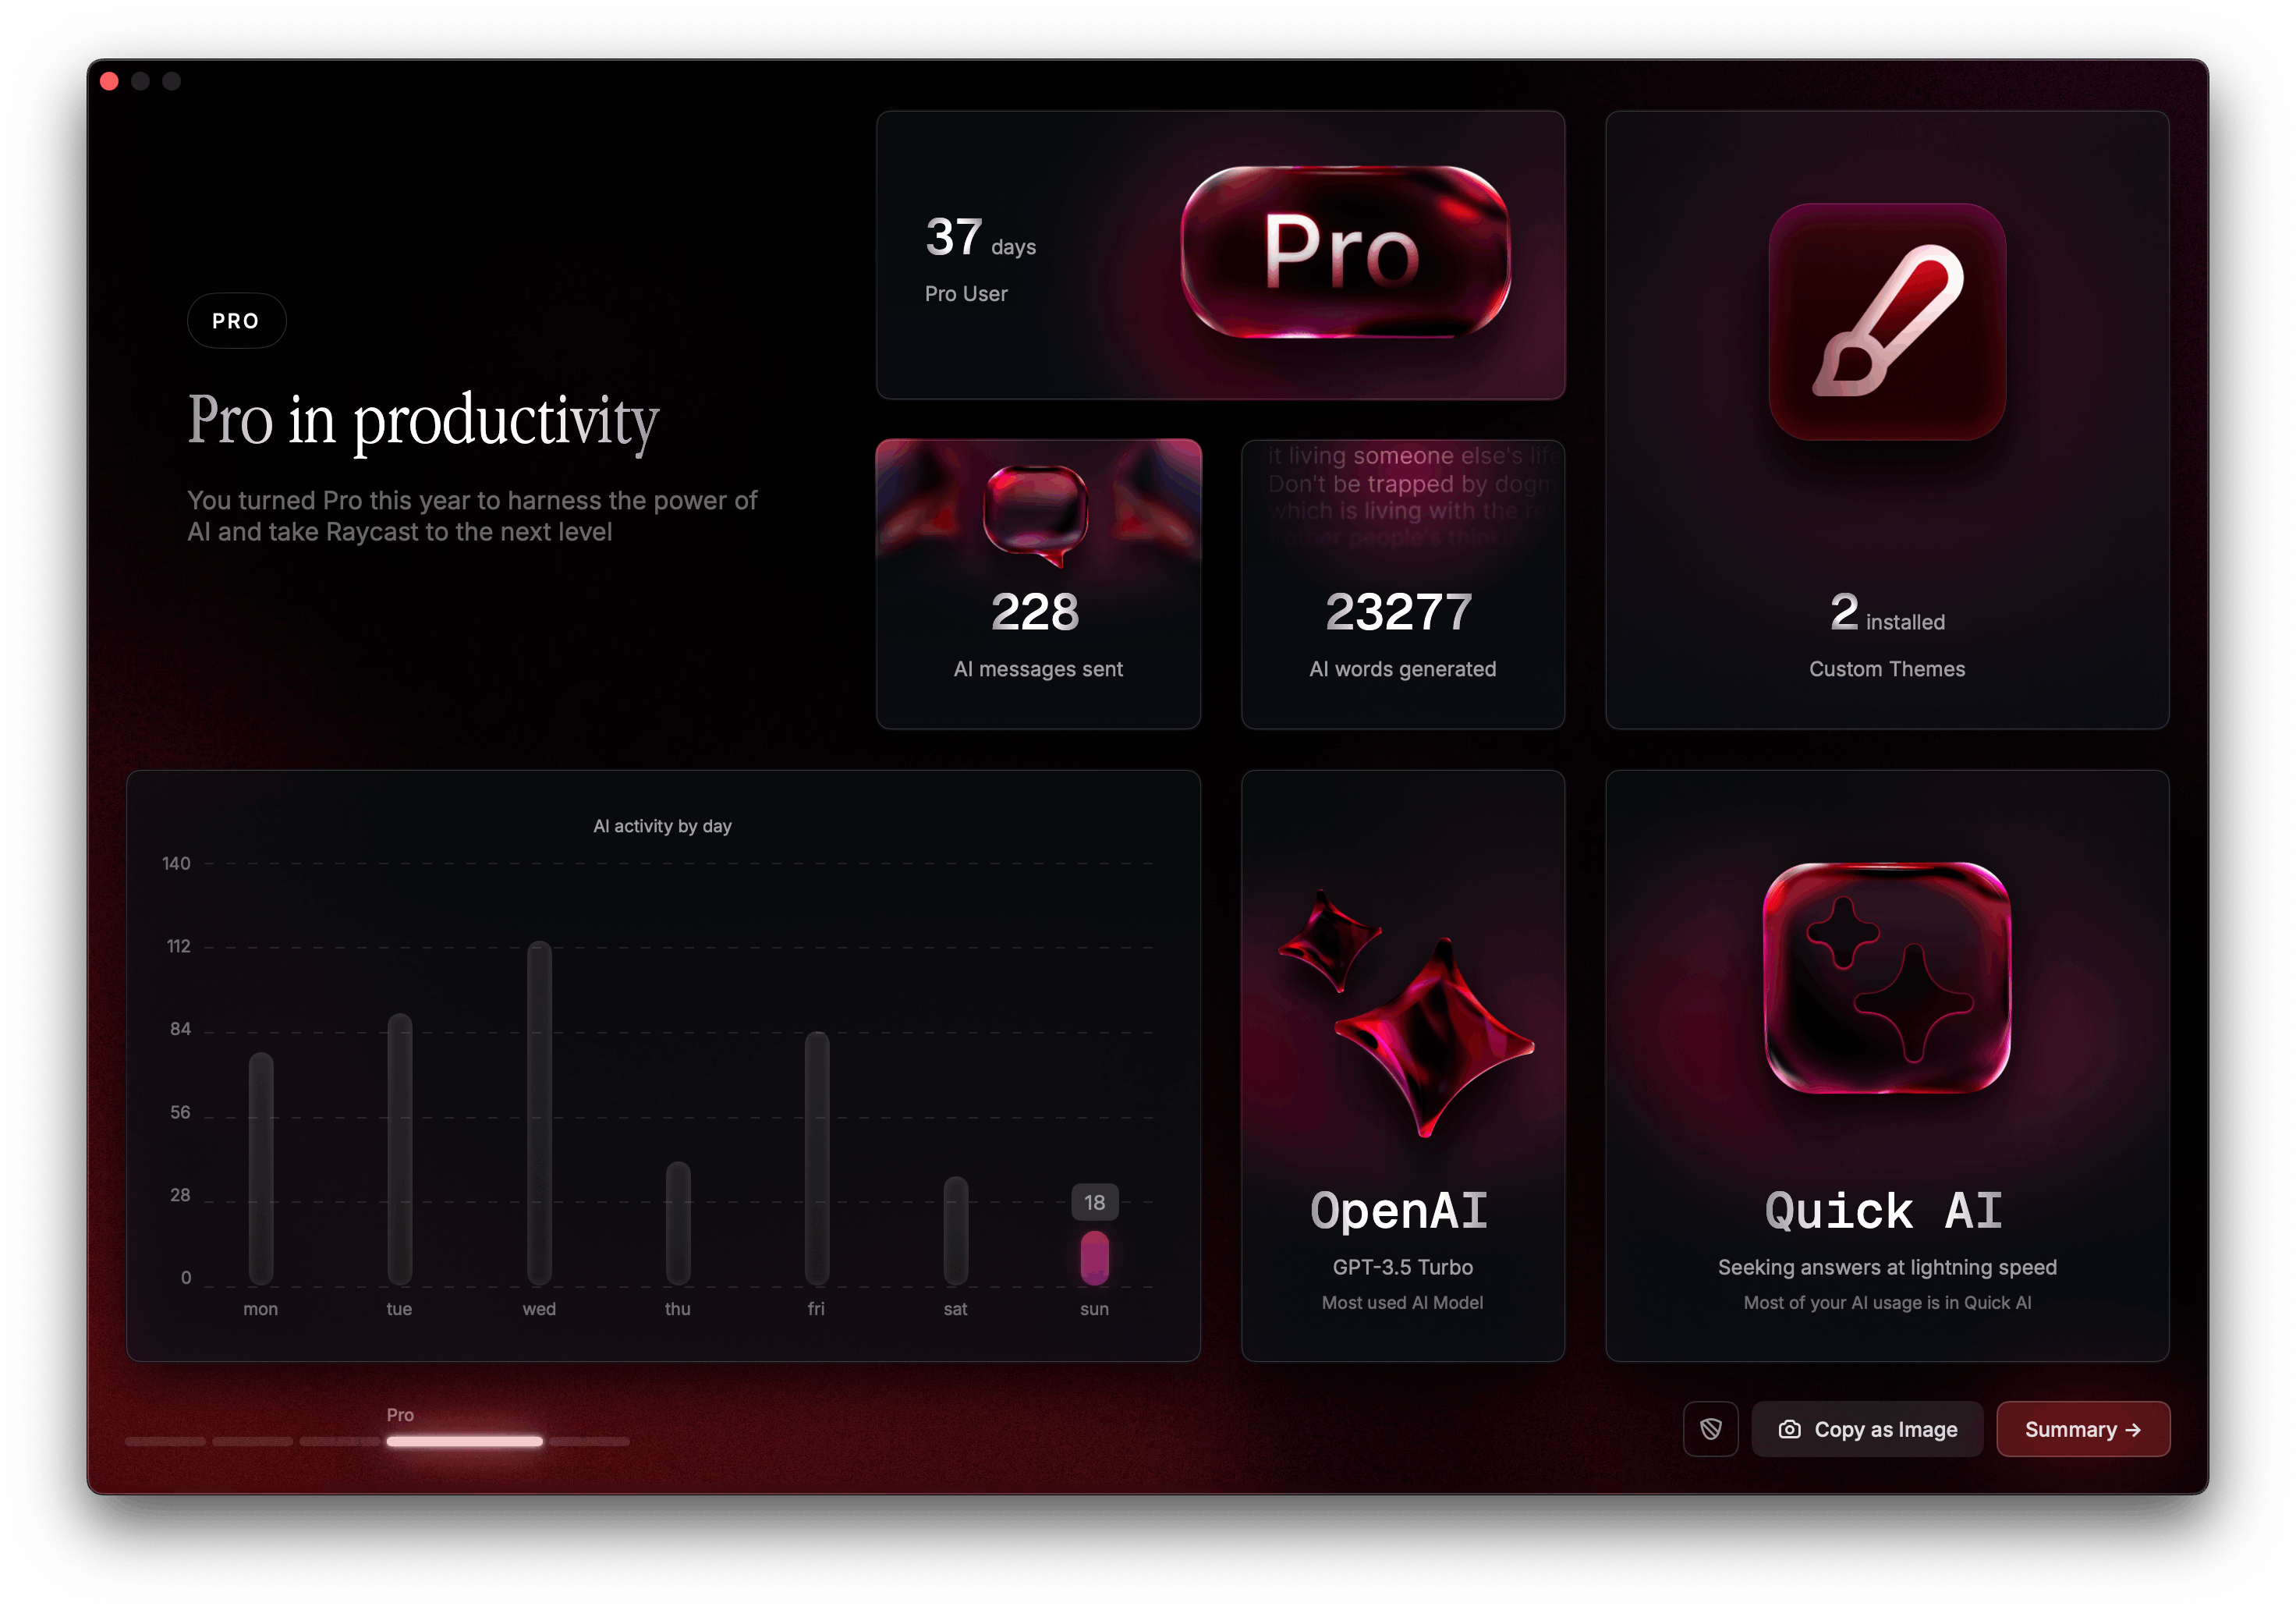 PRO
Pro in productivity
You turned Pro this year to harness the power of
AI and take Raycast to the next level
37 days
Pro User
Pro
228
AI messages sent
it living someone else's life
Don't be trapped by dogm
which is living with the
other people's thinkin
23277
AI words generated
2 installed
Custom Themes
AI activity by day
140
112
84
56
28
0
18
mon tue wed thu fri sat sun
OpenAI
GPT-3.5 Turbo
Most used AI Model
Quick AI
Seeking answers at lightning speed
Most of your AI usage is in Quick AI
Pro
Copy as Image
Summary →